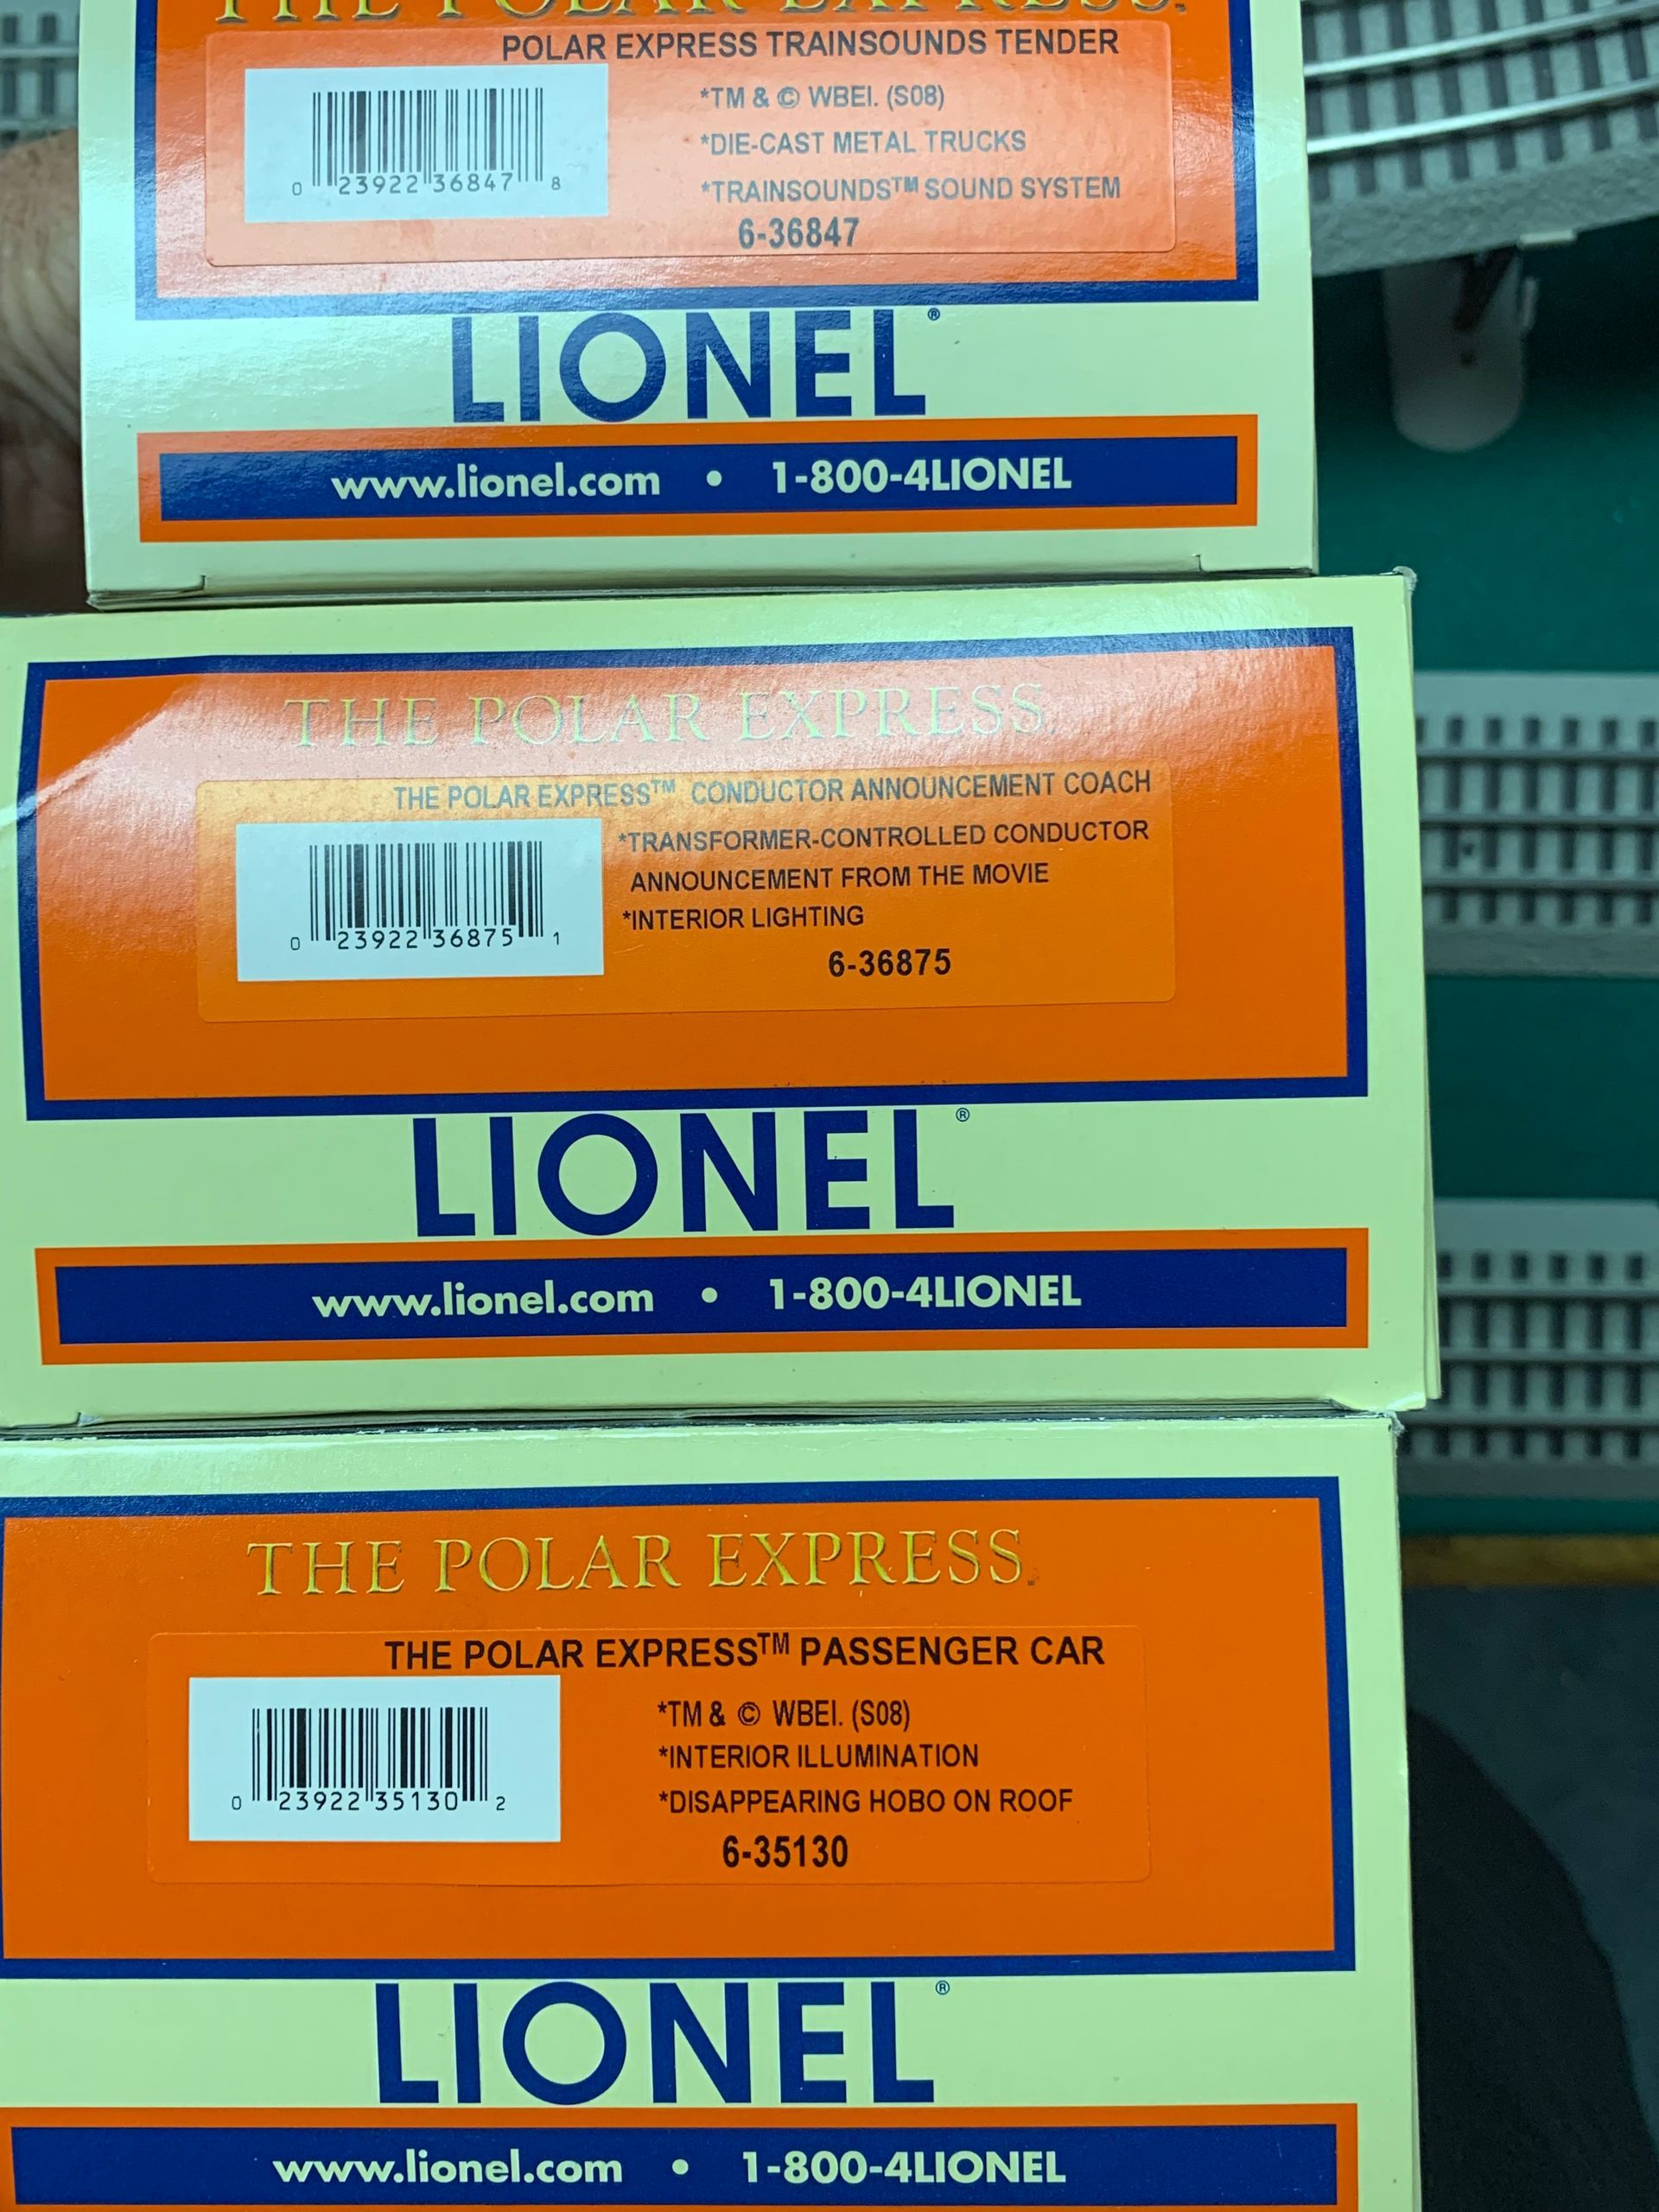 THE POLAR EXPRESS™
POLAR EXPRESS TRAINSOUNDS TENDER
*TM & © WBEI. (S08)
*DIE-CAST METAL TRUCKS
*TRAINSOUNDS™ SOUND SYSTEM
0 23922 36847 8
6-36847
LIONEL®
www.lionel.com • 1-800-4LIONEL
THE POLAR EXPRESS
THE POLAR EXPRESS™ CONDUCTOR ANNOUNCEMENT COACH
*TRANSFORMER-CONTROLLED CONDUCTOR
ANNOUNCEMENT FROM THE MOVIE
*INTERIOR LIGHTING
0 23922 36875 1
6-36875
LIONEL®
www.lionel.com • 1-800-4LIONEL
THE POLAR EXPRESS™
THE POLAR EXPRESS™ PASSENGER CAR
*TM & © WBEI. (S08)
*INTERIOR ILLUMINATION
*DISAPPEARING HOBO ON ROOF
0 23922 35130 2
6-35130
LIONEL®
www.lionel.com • 1-800-4LIONEL